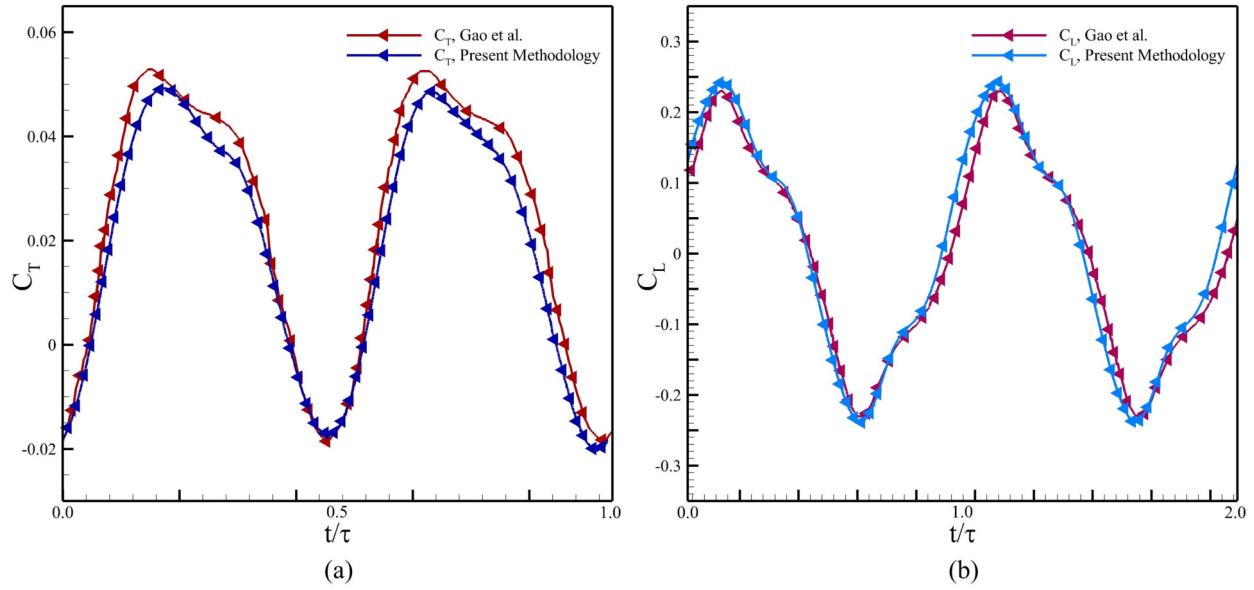 C_T, Gao et al.
C_T, Present Methodology
0.06
0.04
0.02
0
-0.02
C_T
0.0
0.5
1.0
t/τ
(a)
C_L, Gao et al.
C_L, Present Methodology
0.3
0.2
0.1
0
-0.1
-0.2
-0.3
C_L
0.0
1.0
2.0
t/τ
(b)